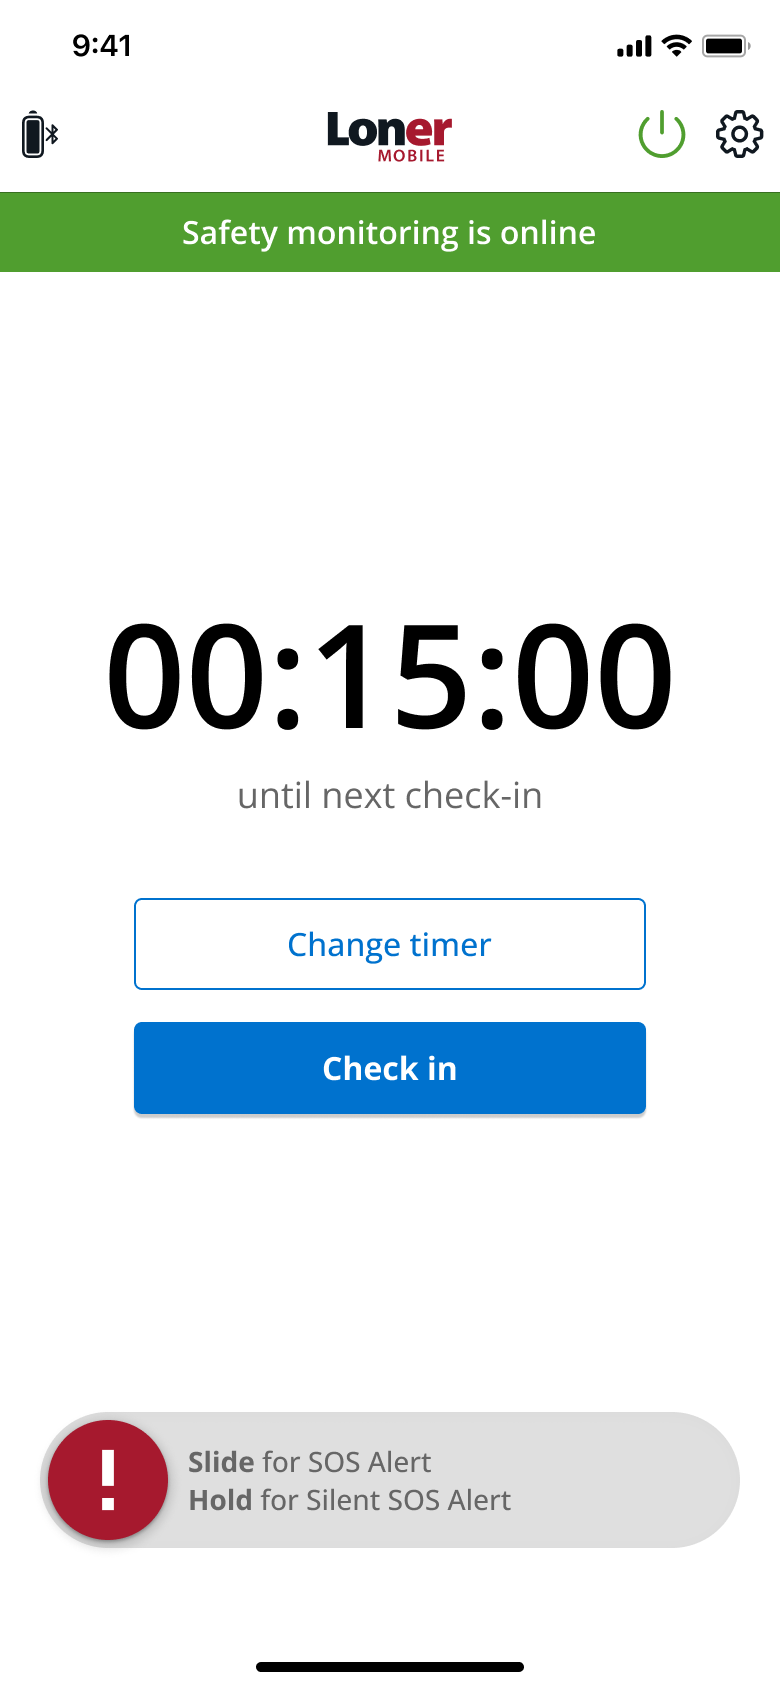 9:41
Loner
MOBILE
Safety monitoring is online
00:15:00
until next check-in
Change timer
Check in
!
Slide for SOS Alert
Hold for Silent SOS Alert